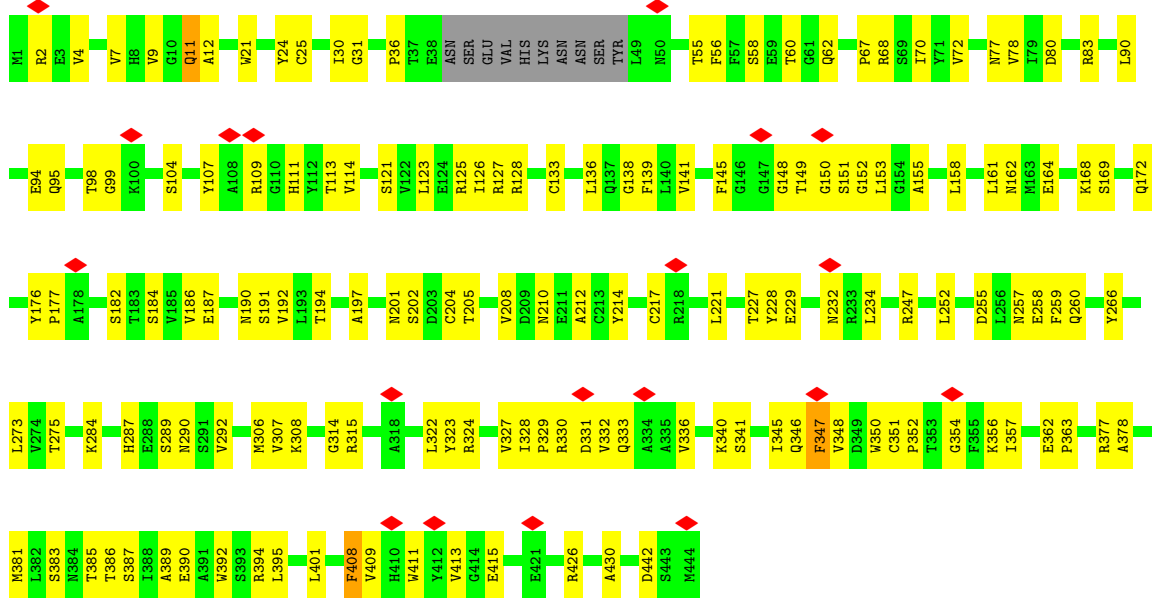 M1 R2 E3 V4 V7 H8 V9 G10 Q11 A12 W21 Y24 C25 I30 G31 P36 T37 E38 ASN SER GLU VAL HIS LYS ASN ASN SER TYR L49 N50 T55 F56 F57 S58 E59 T60 G61 Q62 P67 R68 S69 I70 Y71 V72 N77 V78 I79 D80 R83 L90
E94 Q95 T98 G99 K100 S104 Y107 A108 R109 G110 H111 Y112 T113 V114 S121 V122 L123 E124 R125 I126 R127 R128 C133 L136 Q137 G138 F139 L140 V141 F145 G146 G147 G148 T149 G150 S151 G152 L153 G154 A155 L158 L161 N162 M163 E164 K168 S169 Q172
Y176 P177 A178 S182 T183 S184 V185 V186 E187 N190 S191 V192 L193 T194 A197 N201 S202 D203 C204 T205 V208 D209 N210 E211 A212 C213 Y214 C217 R218 L221 T227 Y228 E229 N232 R233 L234 R247 L252 D255 L256 N257 E258 F259 Q260 Y266
L273 V274 T275 K284 H287 E288 S289 N290 S291 V292 M306 V307 K308 G314 R315 A318 L322 Y323 R324 V327 I328 P329 R330 D331 V332 Q333 A334 A335 V336 K340 S341 I345 Q346 F347 V348 D349 W350 C351 P352 T353 G354 F355 K356 I357 E362 P363 R377 A378
M381 L382 S383 N384 T385 T386 S387 I388 A389 E390 A391 W392 S393 R394 L395 L401 F408 V409 H410 W411 Y412 V413 G414 E415 E421 R426 A430 D442 S443 M444